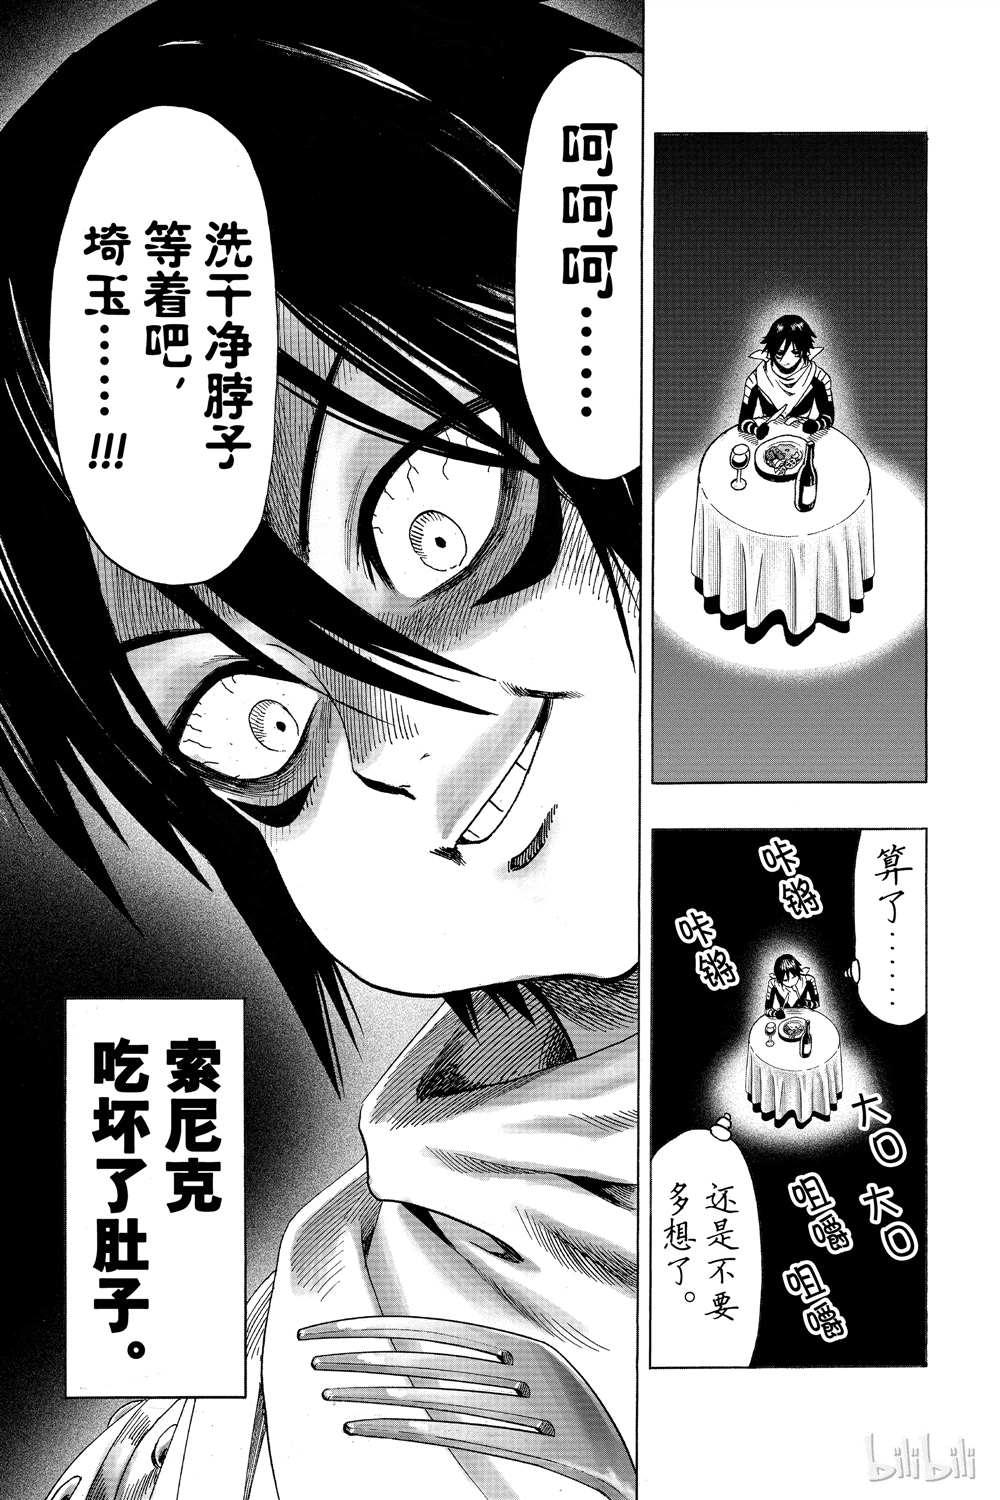 算了……
咔锵
咔锵
大口
大口
咀嚼
咀嚼
还是不要
多想了。
呵呵呵……
洗干净脖子
等着吧，
埼玉……!!!
索尼克
吃坏了肚子。
bilibili